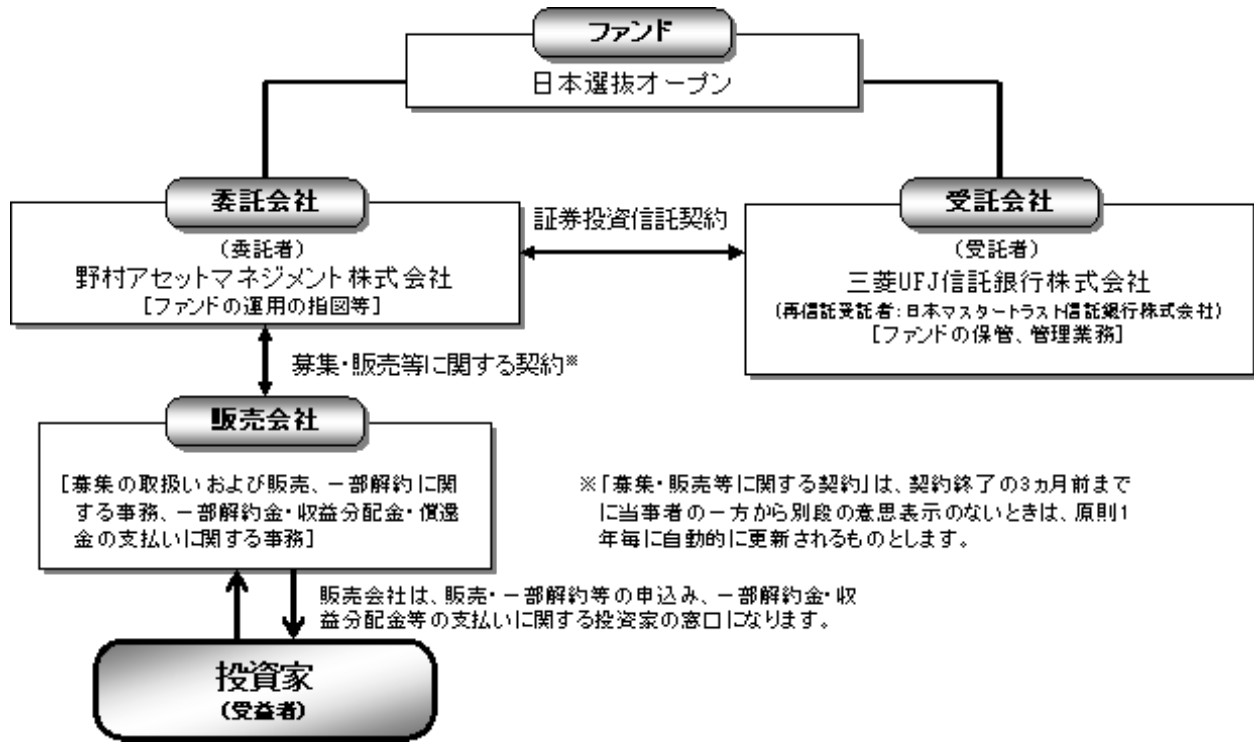 ファンド
日本選抜オープン
委託会社
(委託者)
野村アセットマネジメント株式会社
[ファンドの運用の指図等]
証券投資信託契約
受託会社
(受託者)
三菱UFJ信託銀行株式会社
(再信託受託者:日本マスタートラスト信託銀行株式会社)
[ファンドの保管、管理業務]
募集・販売等に関する契約※
販売会社
[募集の取扱いおよび販売、一部解約に関
する事務、一部解約金・収益分配金・償還
金の支払いに関する事務]
※「募集・販売等に関する契約」は、契約終了の3ヵ月前まで
に当事者の一方から別段の意思表示のないときは、原則1
年毎に自動的に更新されるものとします。
販売会社は、販売・一部解約等の申込み、一部解約金・収
益分配金等の支払いに関する投資家の窓口になります。
投資家
(受益者)